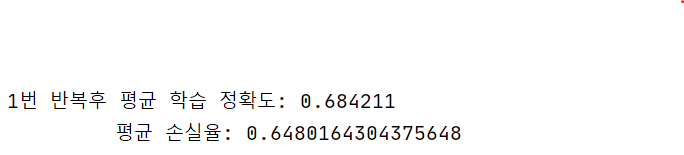 1번 반복후 평균 학습 정확도: 0.684211
평균 손실율: 0.6480164304375648